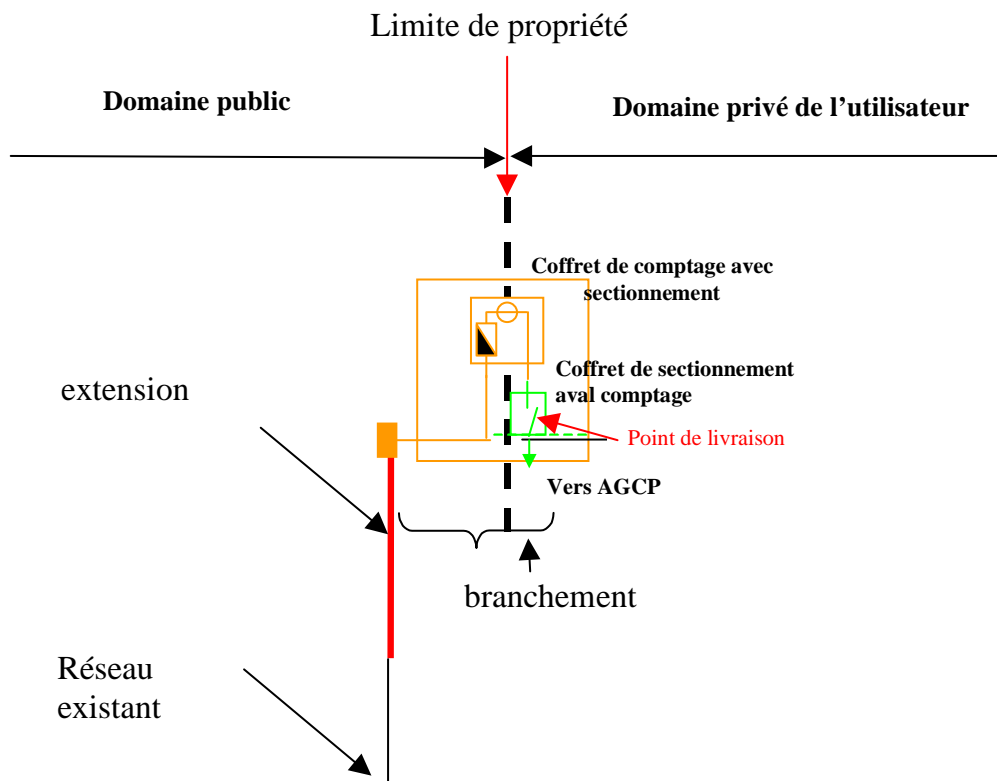 Limite de propriété
Domaine public
Domaine privé de l’utilisateur
Coffret de comptage avec
sectionnement
Coffret de sectionnement
aval comptage
extension
Point de livraison
Vers AGCP
branchement
Réseau
existant